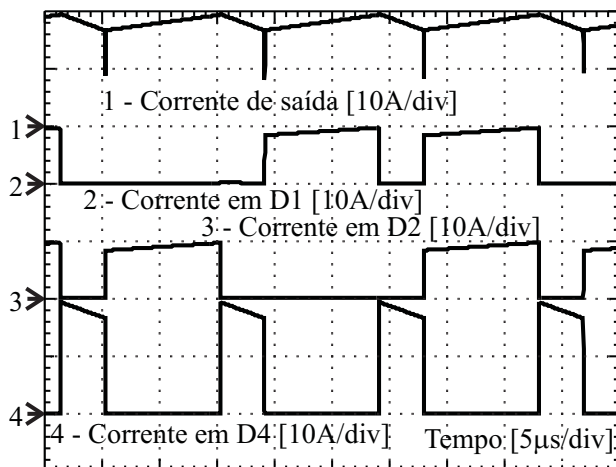 1 - Corrente de saída [10A/div]
1
2
2 - Corrente em D1 [10A/div]
3 - Corrente em D2 [10A/div]
3
4
4 - Corrente em D4 [10A/div]
Tempo [5µs/div]